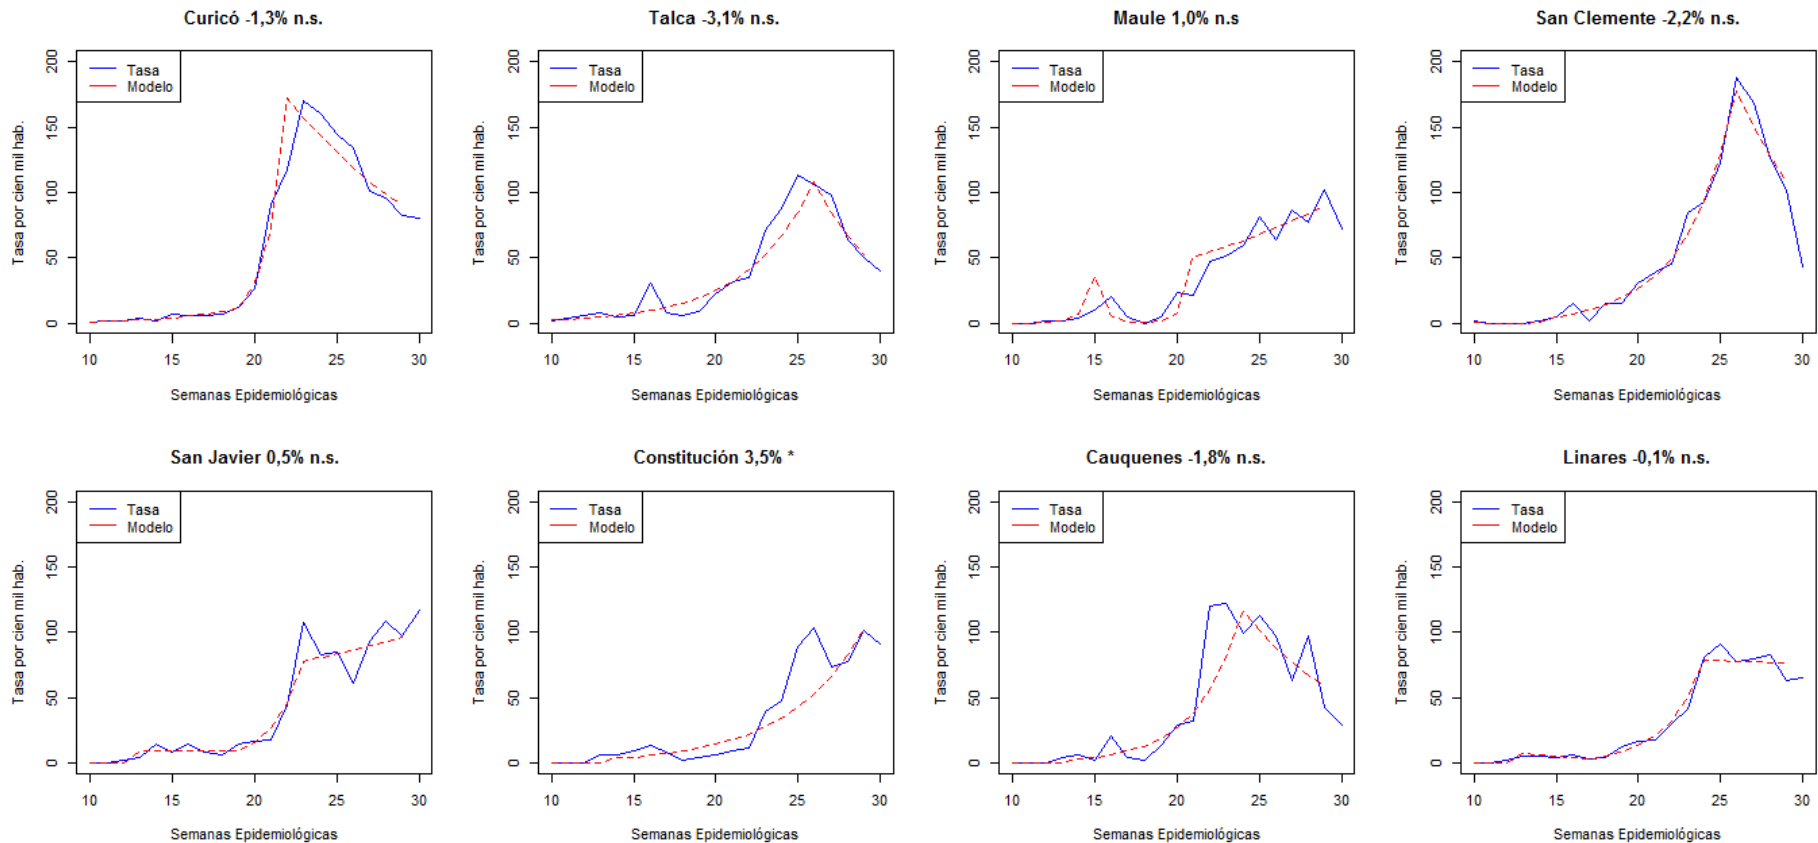 Curicó -1,3% n.s.
Tasa por cien mil hab.
200
150
100
50
0
Tasa
Modelo
10 15 20 25 30
Semanas Epidemiológicas
Talca -3,1% n.s.
Tasa por cien mil hab.
200
150
100
50
0
Tasa
Modelo
10 15 20 25 30
Semanas Epidemiológicas
Maule 1,0% n.s
Tasa por cien mil hab.
200
150
100
50
0
Tasa
Modelo
10 15 20 25 30
Semanas Epidemiológicas
San Clemente -2,2% n.s.
Tasa por cien mil hab.
200
150
100
50
0
Tasa
Modelo
10 15 20 25 30
Semanas Epidemiológicas
San Javier 0,5% n.s.
Tasa por cien mil hab.
200
150
100
50
0
Tasa
Modelo
10 15 20 25 30
Semanas Epidemiológicas
Constitución 3,5% *
Tasa por cien mil hab.
200
150
100
50
0
Tasa
Modelo
10 15 20 25 30
Semanas Epidemiológicas
Cauquenes -1,8% n.s.
Tasa por cien mil hab.
200
150
100
50
0
Tasa
Modelo
10 15 20 25 30
Semanas Epidemiológicas
Linares -0,1% n.s.
Tasa por cien mil hab.
200
150
100
50
0
Tasa
Modelo
10 15 20 25 30
Semanas Epidemiológicas